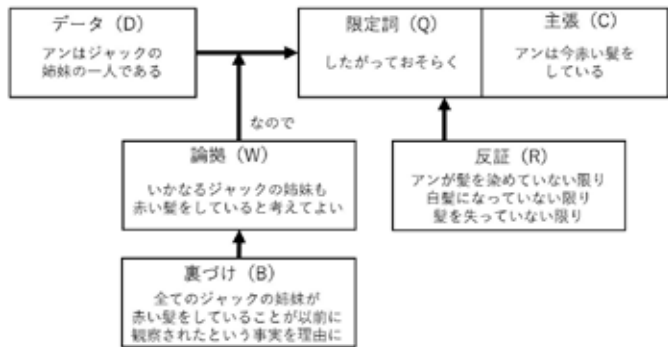 データ（D）
アンはジャックの
姉妹の一人である
限定詞（Q）
したがっておそらく
主張（C）
アンは今赤い髪を
している
なので
論拠（W）
いかなるジャックの姉妹も
赤い髪をしていると考えてよい
反証（R）
アンが髪を染めていない限り
白髪になっていない限り
髪を失っていない限り
裏づけ（B）
全てのジャックの姉妹が
赤い髪をしていることが以前に
観察されたという事実を理由に